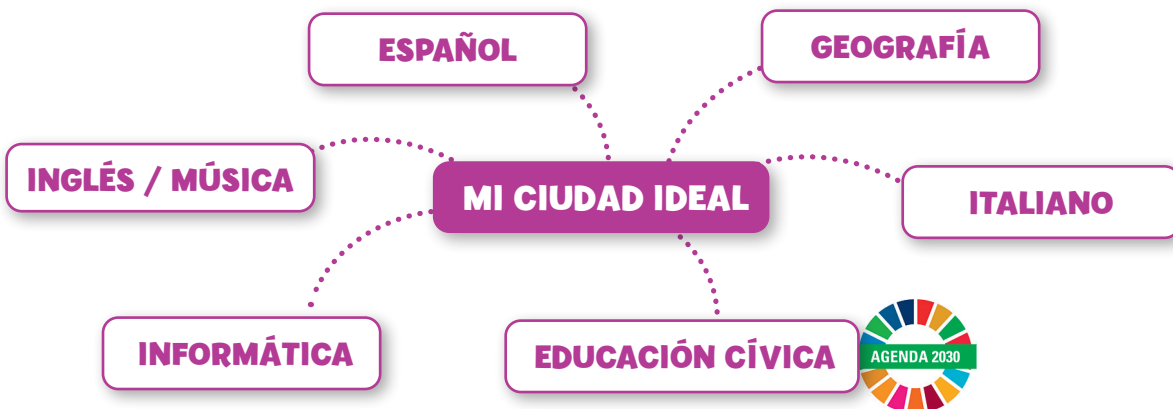 ESPAÑOL
GEOGRAFÍA
INGLÉS / MÚSICA
MI CIUDAD IDEAL
ITALIANO
INFORMÁTICA
EDUCACIÓN CÍVICA
AGENDA 2030